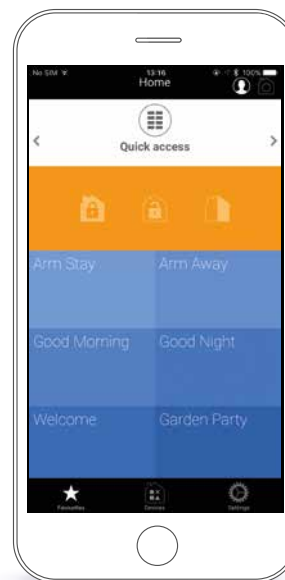 No SIM 13:16 100%
Home
Quick access
Arm Stay Arm Away
Good Morning Good Night
Welcome Garden Party
Favourites Devices Settings